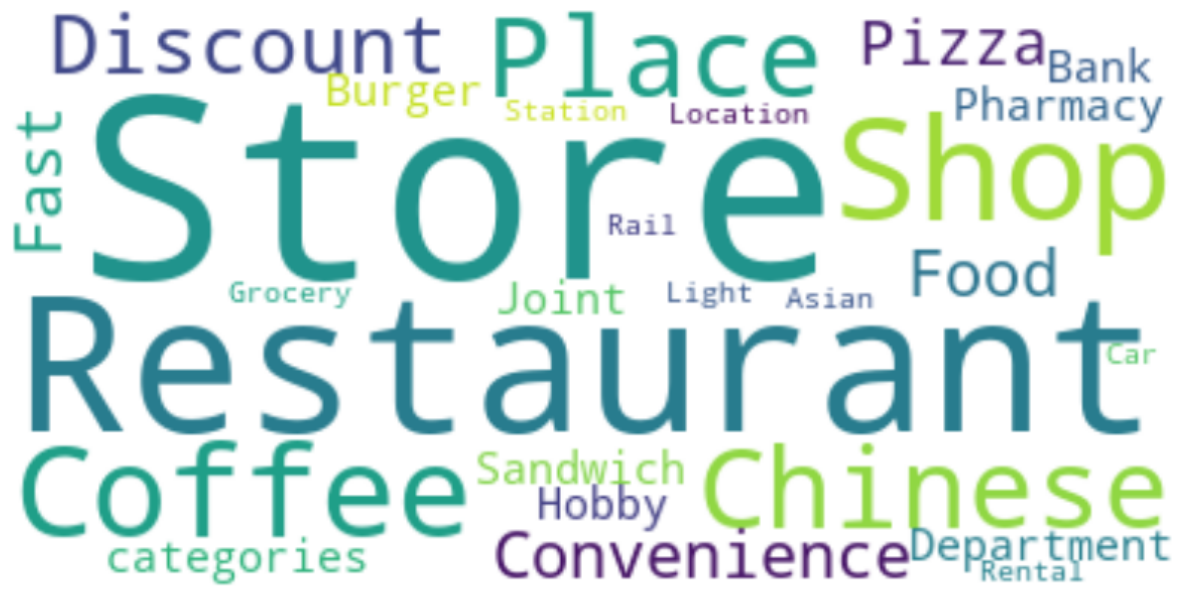 Discount
Place
Pizza
Bank
Burger
Station
Location
Pharmacy
Fast
Store
Shop
Rail
Food
Grocery
Joint
Light
Asian
Restaurant
Car
Coffee
Sandwich
Chinese
Hobby
categories
Convenience
Department
Rental